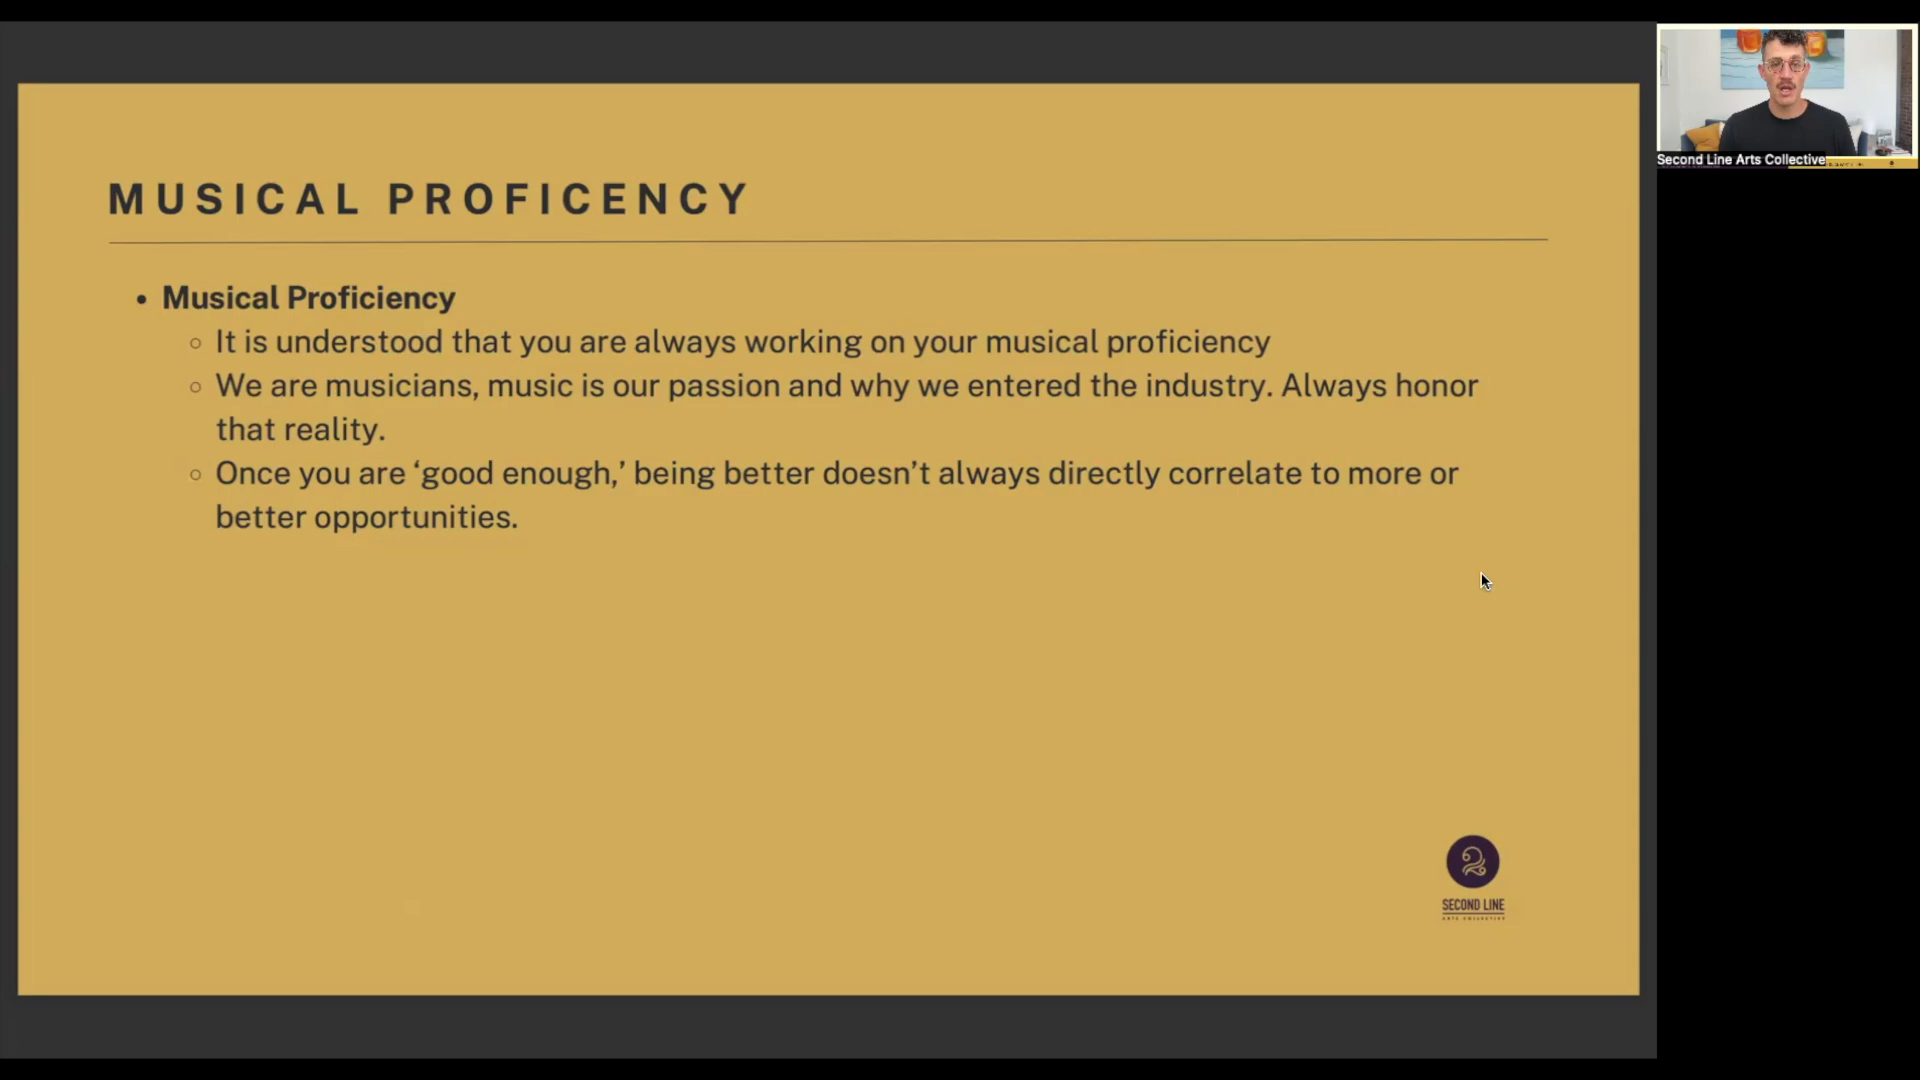 MUSICAL PROFICENCY
• Musical Proficiency
○ It is understood that you are always working on your musical proficiency
○ We are musicians, music is our passion and why we entered the industry. Always honor
that reality.
○ Once you are ‘good enough,’ being better doesn’t always directly correlate to more or
better opportunities.
SECOND LINE
ARTS COLLECTIVE
Second Line Arts Collective